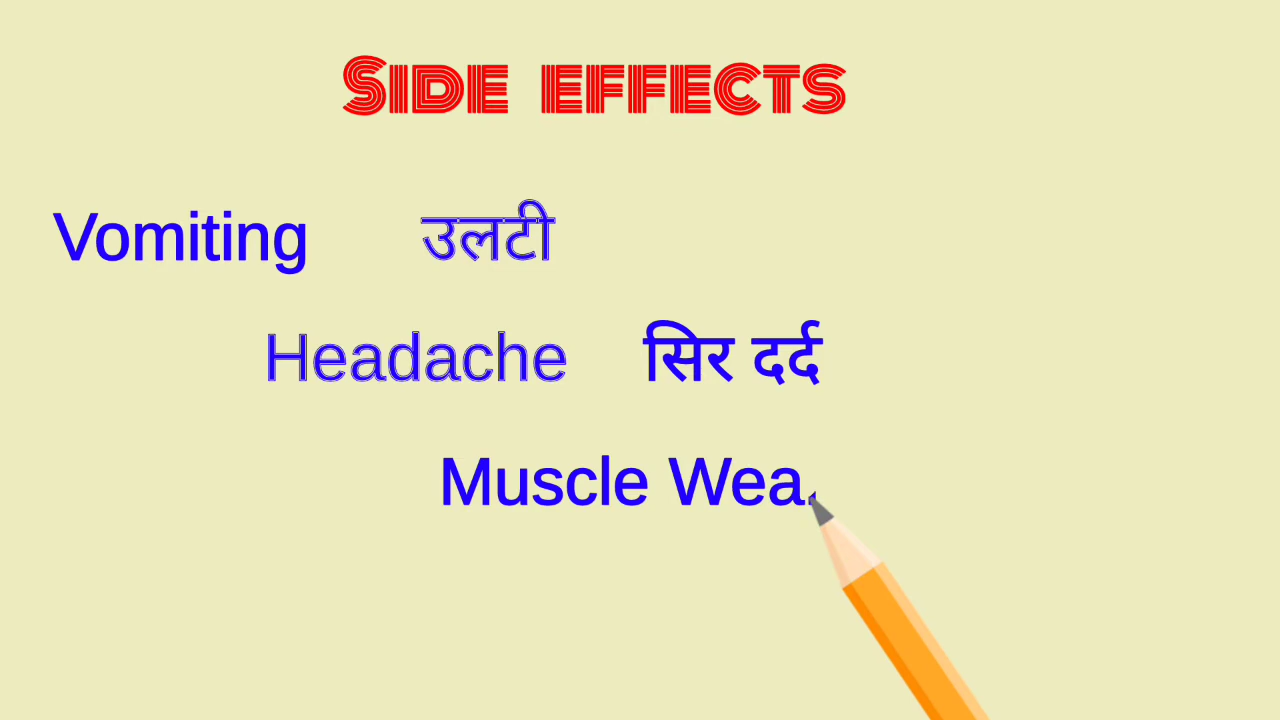 Side effects
Vomiting उलटी
Headache सिर दर्द
Muscle Wea